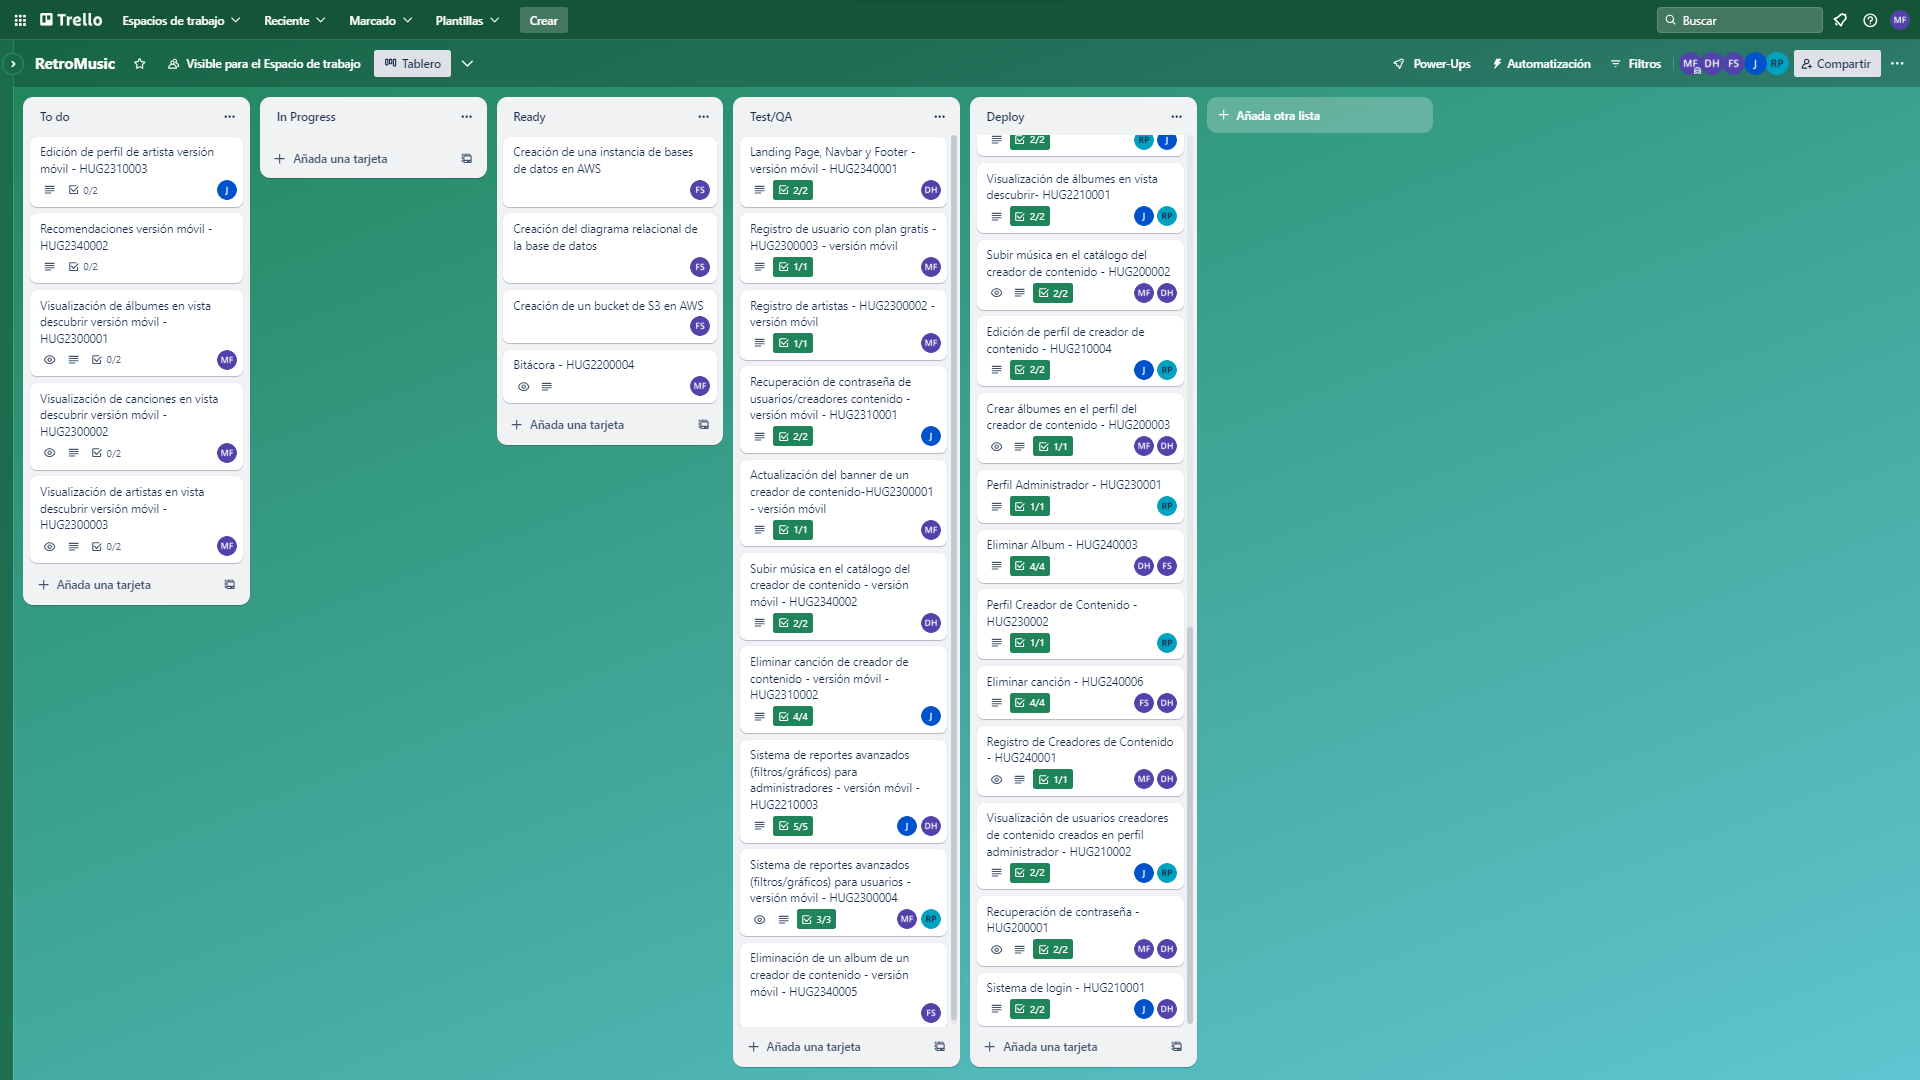 Trello
Espacios de trabajo
Reciente
Marcado
Plantillas
Crear
Buscar
MF
RetroMusic
Visible para el Espacio de trabajo
Tablero
Power-Ups
Automatización
Filtros
MF
DH
FS
J
RP
Compartir
To do
Edición de perfil de artista versión
móvil - HUG2310003
0/2
J
Recomendaciones versión móvil -
HUG2340002
0/2
Visualización de álbumes en vista
descubrir versión móvil -
HUG2300001
0/2
MF
Visualización de canciones en vista
descubrir versión móvil -
HUG2300002
0/2
MF
Visualización de artistas en vista
descubrir versión móvil -
HUG2300003
0/2
MF
Añada una tarjeta
In Progress
Añada una tarjeta
Ready
Creación de una instancia de bases
de datos en AWS
FS
Creación del diagrama relacional de
la base de datos
FS
Creación de un bucket de S3 en AWS
FS
Bitácora - HUG2200004
MF
Añada una tarjeta
Test/QA
Landing Page, Navbar y Footer -
versión móvil - HUG2340001
2/2
DH
Registro de usuario con plan gratis -
HUG2300003 - versión móvil
1/1
MF
Registro de artistas - HUG2300002 -
versión móvil
1/1
MF
Recuperación de contraseña de
usuarios/creadores contenido -
versión móvil - HUG2310001
2/2
J
Actualización del banner de un
creador de contenido-HUG2300001
- versión móvil
1/1
MF
Subir música en el catálogo del
creador de contenido - versión
móvil - HUG2340002
2/2
DH
Eliminar canción de creador de
contenido - versión móvil -
HUG2310002
4/4
J
Sistema de reportes avanzados
(filtros/gráficos) para
administradores - versión móvil -
HUG2210003
5/5
J
DH
Sistema de reportes avanzados
(filtros/gráficos) para usuarios -
versión móvil - HUG2300004
3/3
MF
RP
Eliminación de un album de un
creador de contenido - versión
móvil - HUG2340005
FS
Añada una tarjeta
Deploy
2/2
RP
J
Visualización de álbumes en vista
descubrir- HUG2210001
2/2
J
RP
Subir música en el catálogo del
creador de contenido - HUG200002
2/2
MF
DH
Edición de perfil de creador de
contenido - HUG210004
2/2
J
RP
Crear álbumes en el perfil del
creador de contenido - HUG200003
1/1
MF
DH
Perfil Administrador - HUG230001
1/1
RP
Eliminar Album - HUG240003
4/4
DH
FS
Perfil Creador de Contenido -
HUG230002
1/1
RP
Eliminar canción - HUG240006
4/4
FS
DH
Registro de Creadores de Contenido
- HUG240001
1/1
MF
DH
Visualización de usuarios creadores
de contenido creados en perfil
administrador - HUG210002
2/2
J
RP
Recuperación de contraseña -
HUG200001
2/2
MF
DH
Sistema de login - HUG210001
2/2
J
DH
Añada una tarjeta
Añada otra lista